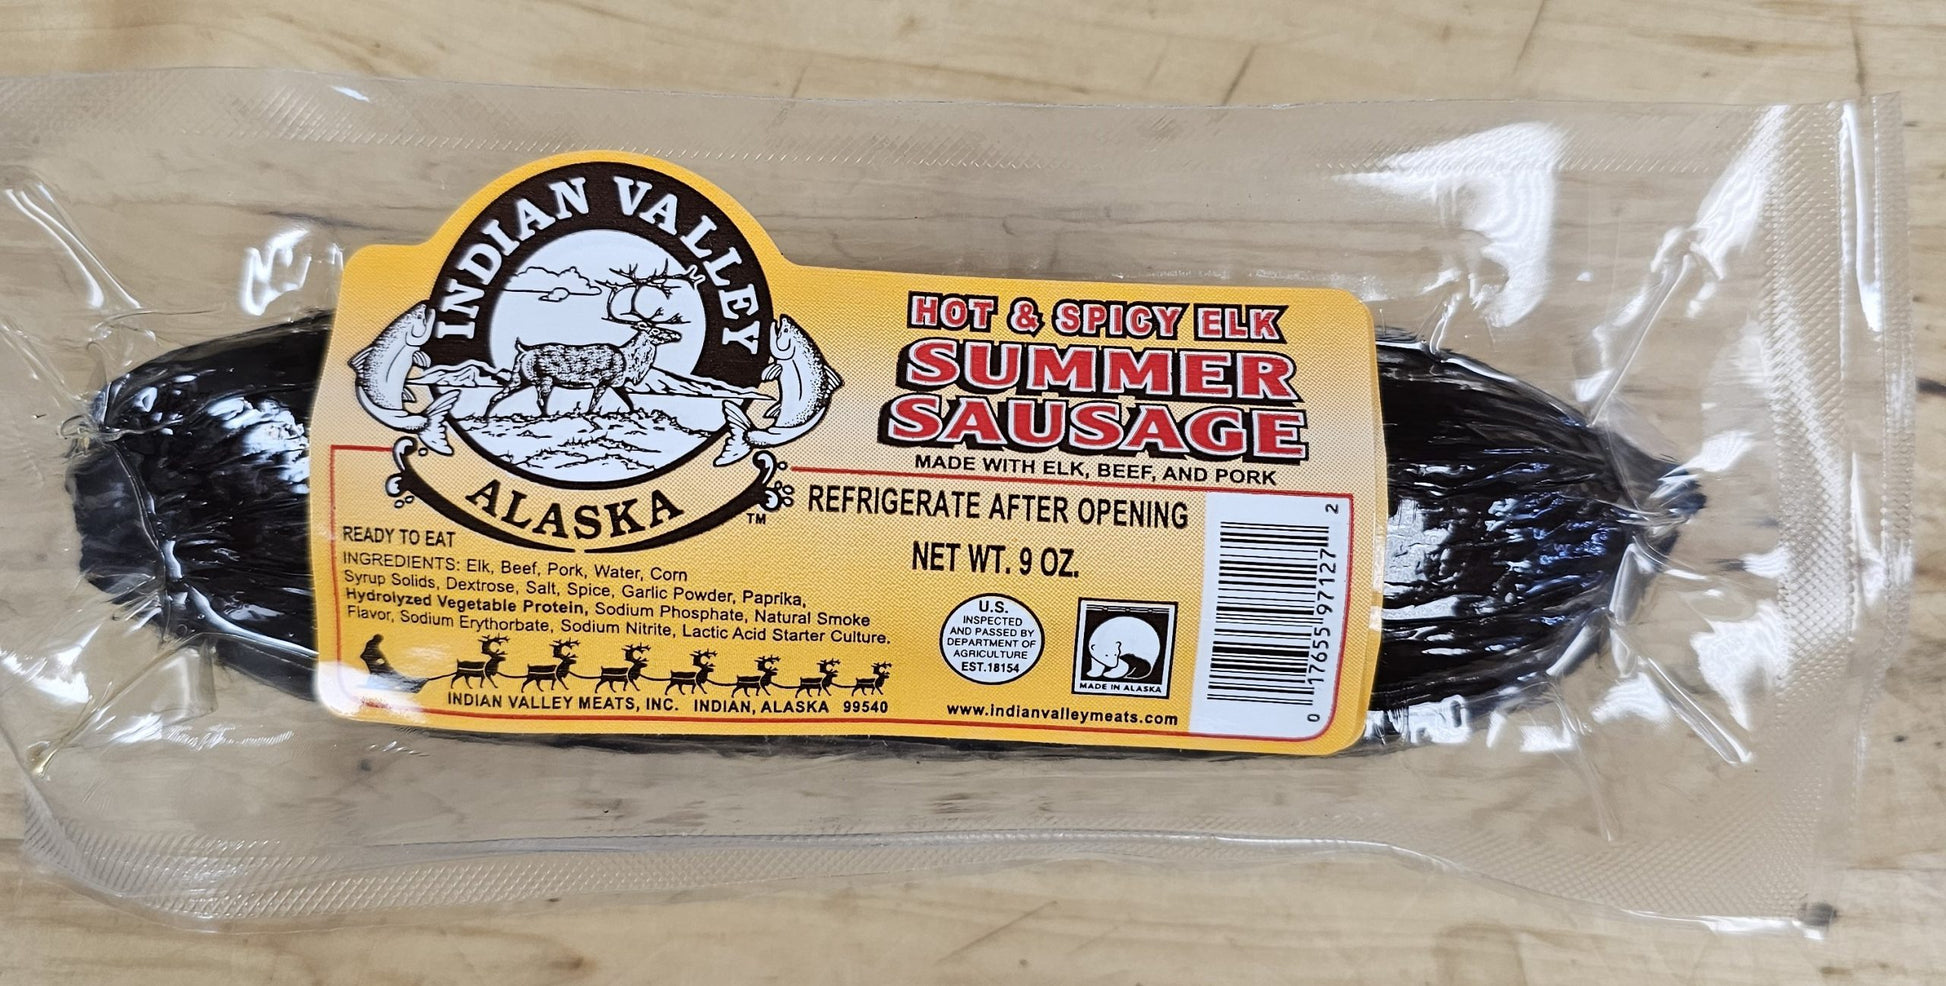 INDIAN VALLEY
ALASKA
TM
HOT & SPICY ELK
SUMMER
SAUSAGE
MADE WITH ELK, BEEF, AND PORK
REFRIGERATE AFTER OPENING
NET WT. 9 OZ.
READY TO EAT
INGREDIENTS: Elk, Beef, Pork, Water, Corn
Syrup Solids, Dextrose, Salt, Spice, Garlic Powder, Paprika,
Hydrolyzed Vegetable Protein, Sodium Phosphate, Natural Smoke
Flavor, Sodium Erythorbate, Sodium Nitrite, Lactic Acid Starter Culture.
INDIAN VALLEY MEATS, INC. INDIAN, ALASKA 99540
U.S.
INSPECTED
AND PASSED BY
DEPARTMENT OF
AGRICULTURE
EST.18154
MADE IN ALASKA
www.indianvalleymeats.com
0 17655 97127 2